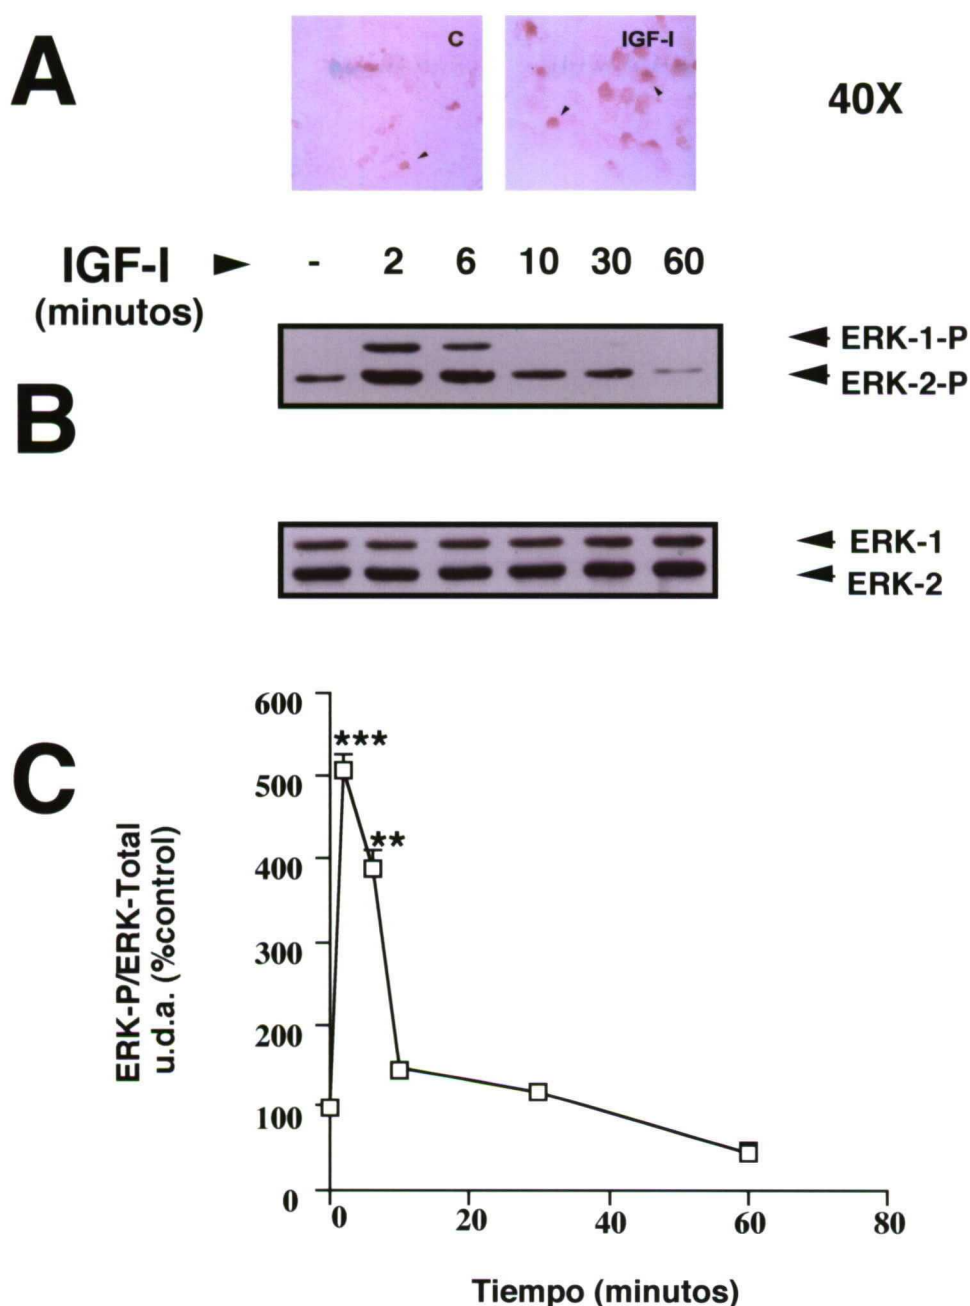 A
C
IGF-I
40X
IGF-I
(minutos)
- 2 6 10 30 60
ERK-1-P
ERK-2-P
B
ERK-1
ERK-2
C
ERK-P/ERK-Total
u.d.a. (%control)
600
500
400
300
200
100
0
***
**
0 20 40 60 80
Tiempo (minutos)